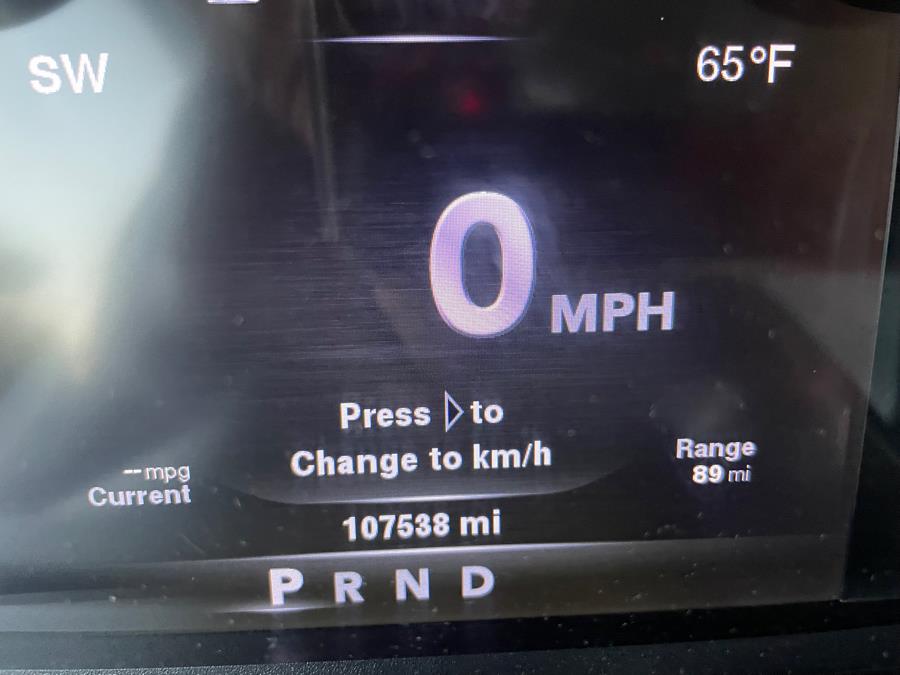 SW
65°F
0 MPH
Press ▷ to
Change to km/h
--mpg
Current
Range
89 mi
107538 mi
P R N D